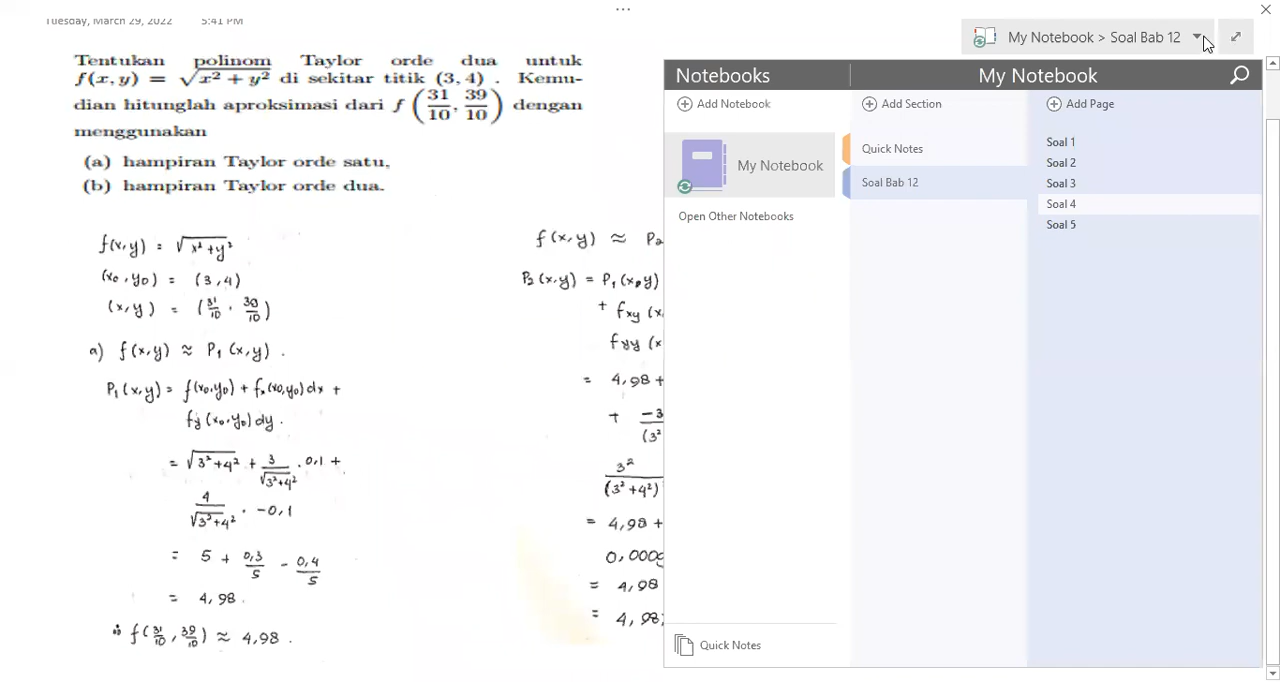 Tuesday, March 29, 2022 5:41 PM
My Notebook > Soal Bab 12
Tentukan polinom Taylor orde dua untuk
f(x, y) = √x² + y² di sekitar titik (3, 4) . Kemu-
dian hitunglah aproksimasi dari f (31/10, 39/10) dengan
menggunakan
(a) hampiran Taylor orde satu,
(b) hampiran Taylor orde dua.
f(x,y) = √x²+y²
(x₀,y₀) = (3,4)
(x,y) = (31/10 , 39/10)
a) f(x,y) ≈ P₁(x,y).
P₁(x,y) = f(x₀,y₀) + fₓ(x₀,y₀)dx +
fy(x₀,y₀)dy.
= √3²+4² + 3/√3²+4² · 0,1 +
4/√3²+4² · -0,1
= 5 + 0,3/5 - 0,4/5
= 4,98.
∴ f(31/10, 39/10) ≈ 4,98.
f(x,y) ≈ P₂
P₂(x,y) = P₁(x,y)
+ fxy (x
fyy (x
= 4,98 +
+ -3/(3²
3²/(3²+4²)
= 4,98 +
0,000
= 4,98
= 4,98
Notebooks
My Notebook
Add Notebook
Add Section
Add Page
My Notebook
Open Other Notebooks
Quick Notes
Soal Bab 12
Soal 1
Soal 2
Soal 3
Soal 4
Soal 5
Quick Notes